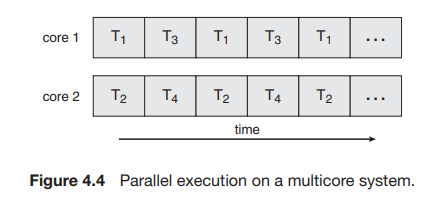 core 1 T1 T3 T1 T3 T1 ...
core 2 T2 T4 T2 T4 T2 ...
time
Figure 4.4 Parallel execution on a multicore system.